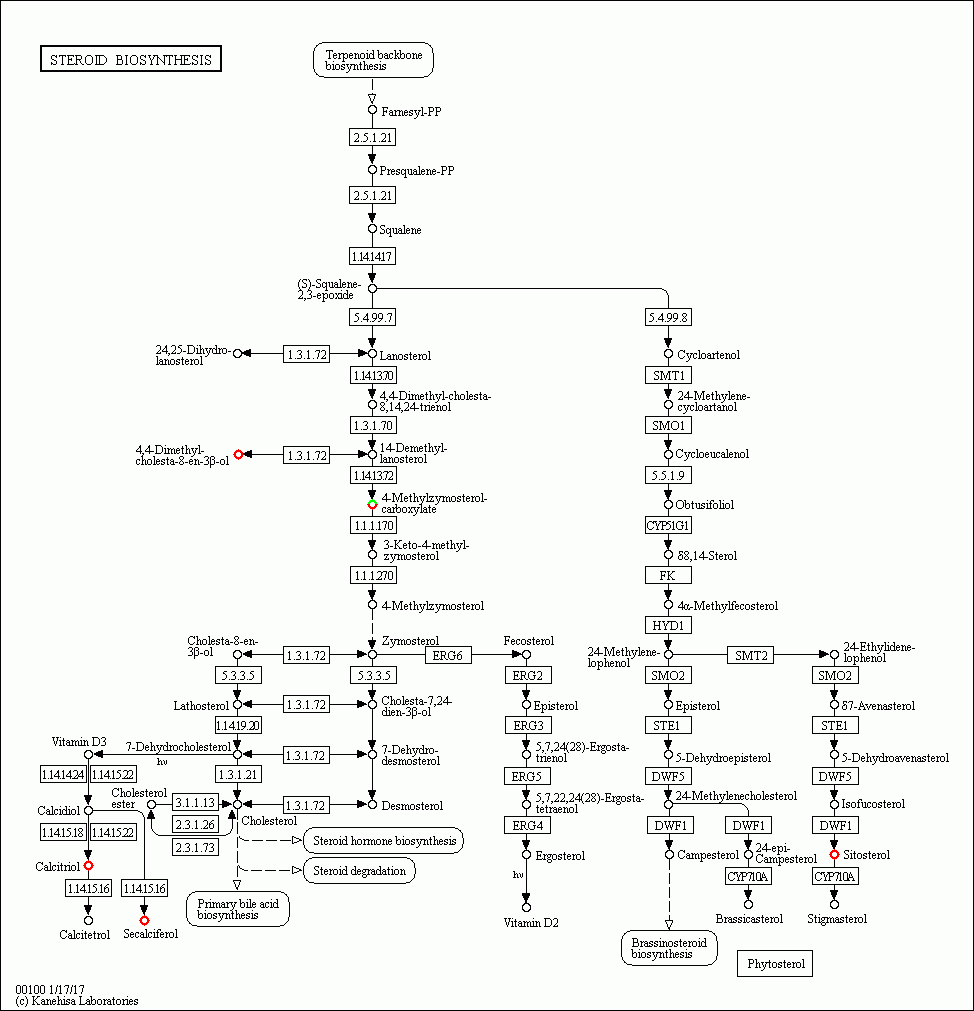 STEROID BIOSYNTHESIS
Terpenoid backbone
biosynthesis
Farnesyl-PP
2.5.1.21
Presqualene-PP
2.5.1.21
Squalene
1.14.14.17
(S)-Squalene-
2,3-epoxide
5.4.99.7
5.4.99.8
24,25-Dihydro-
lanosterol
1.3.1.72
Lanosterol
Cycloartenol
1.14.13.70
SMT1
4,4-Dimethyl-cholesta-
8,14,24-trienol
24-Methylene-
cycloartanol
1.3.1.70
SMO1
4,4-Dimethyl-
cholesta-8-en-3β-ol
1.3.1.72
14-Demethyl-
lanosterol
Cycloeucalenol
1.14.13.72
5.5.1.9
4-Methylzymosterol-
carboxylate
Obtusifoliol
1.1.1.170
CYP51G1
3-Keto-4-methyl-
zymosterol
δ8,14-Sterol
1.1.1.270
FK
4-Methylzymosterol
4α-Methylfecosterol
HYD1
Cholesta-8-en-
3β-ol
1.3.1.72
Zymosterol
ERG6
Fecosterol
24-Methylene-
lophenol
SMT2
24-Ethylidene-
lophenol
5.3.3.5
5.3.3.5
ERG2
SMO2
SMO2
Lathosterol
1.3.1.72
Cholesta-7,24-
dien-3β-ol
Episterol
Episterol
δ7-Avenasterol
1.14.19.20
ERG3
STE1
STE1
Vitamin D3
7-Dehydrocholesterol
hν
1.3.1.72
7-Dehydro-
desmosterol
5,7,24(28)-Ergosta-
trienol
5-Dehydroepisterol
5-Dehydroavenasterol
1.14.14.24
1.14.15.22
1.3.1.21
ERG5
DWF5
DWF5
Calcidiol
Cholesterol
ester
3.1.1.13
2.3.1.26
2.3.1.73
Cholesterol
1.3.1.72
Desmosterol
5,7,22,24(28)-Ergosta-
tetraenol
24-Methylenecholesterol
Isofucosterol
1.14.15.18
1.14.15.22
ERG4
DWF1
DWF1
DWF1
Steroid hormone biosynthesis
Calcitriol
Ergosterol
Campesterol
24-epi-
Campesterol
Sitosterol
Steroid degradation
1.14.15.16
1.14.15.16
hν
CYP710A
CYP710A
Primary bile acid
biosynthesis
Calcitetrol
Secalciferol
Vitamin D2
Brassicasterol
Stigmasterol
Brassinosteroid
biosynthesis
Phytosterol
00100 1/17/17
(c) Kanehisa Laboratories